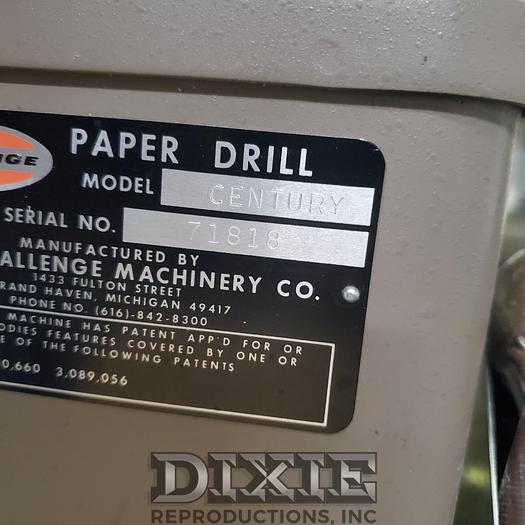 NGE
PAPER DRILL
MODEL CENTURY
SERIAL NO. 71818
MANUFACTURED BY
ALLENGE MACHINERY CO.
1433 FULTON STREET
RAND HAVEN, MICHIGAN 49417
PHONE NO. (616)-842-8300
MACHINE HAS PATENT APP'D FOR OR
ODIES FEATURES COVERED BY ONE OR
E OF THE FOLLOWING PATENTS
0,660 3,089,056
DIXIE
REPRODUCTIONS, INC